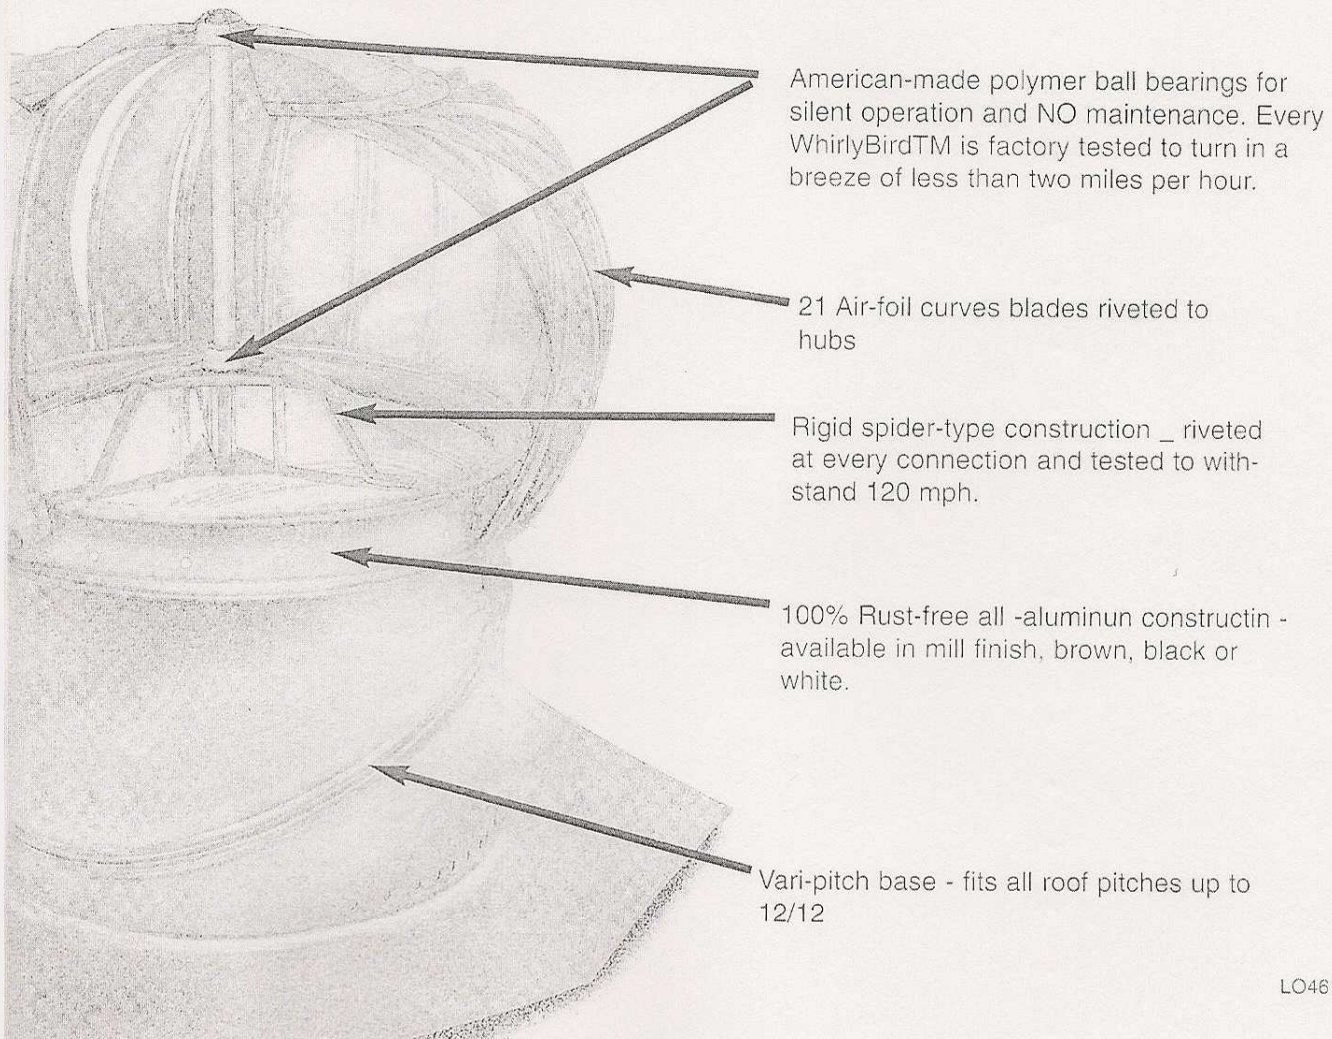 American-made polymer ball bearings for
silent operation and NO maintenance. Every
WhirlyBirdTM is factory tested to turn in a
breeze of less than two miles per hour.
21 Air-foil curves blades riveted to
hubs
Rigid spider-type construction _ riveted
at every connection and tested to with-
stand 120 mph.
100% Rust-free all -aluminun constructin -
available in mill finish, brown, black or
white.
Vari-pitch base - fits all roof pitches up to
12/12
LO46